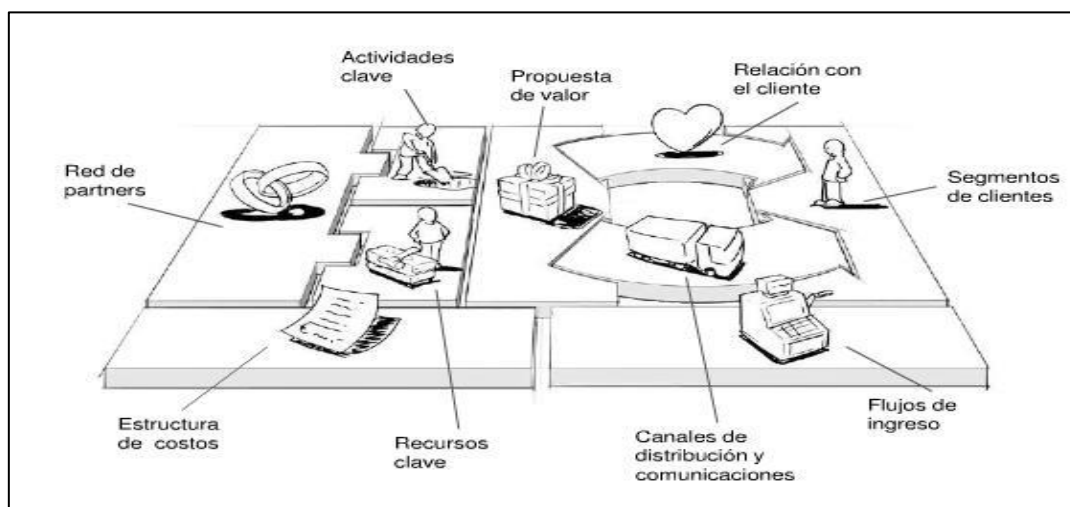 Actividades
clave
Propuesta
de valor
Relación con
el cliente
Red de
partners
Segmentos
de clientes
Estructura
de costos
Recursos
clave
Canales de
distribución y
comunicaciones
Flujos de
ingreso